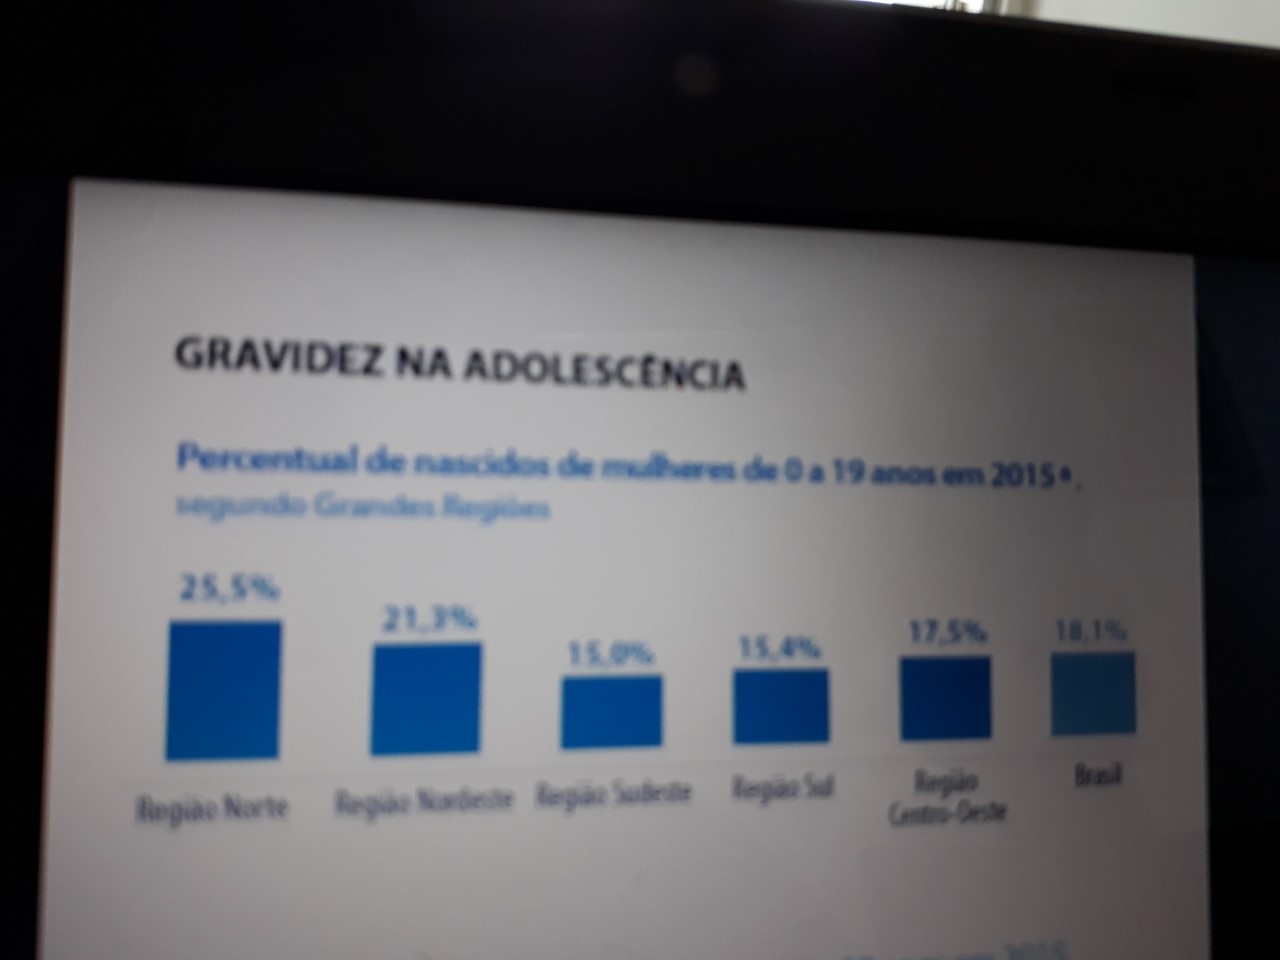 GRAVIDEZ NA ADOLESCÊNCIA
Percentual de nascidos de mulheres de 0 a 19 anos em 2015
segundo Grandes Regiões
25,5%
21,3%
15,0%
15,4%
17,5%
18,1%
Região Norte
Região Nordeste
Região Sudeste
Região Sul
Região
Centro-Oeste
Brasil